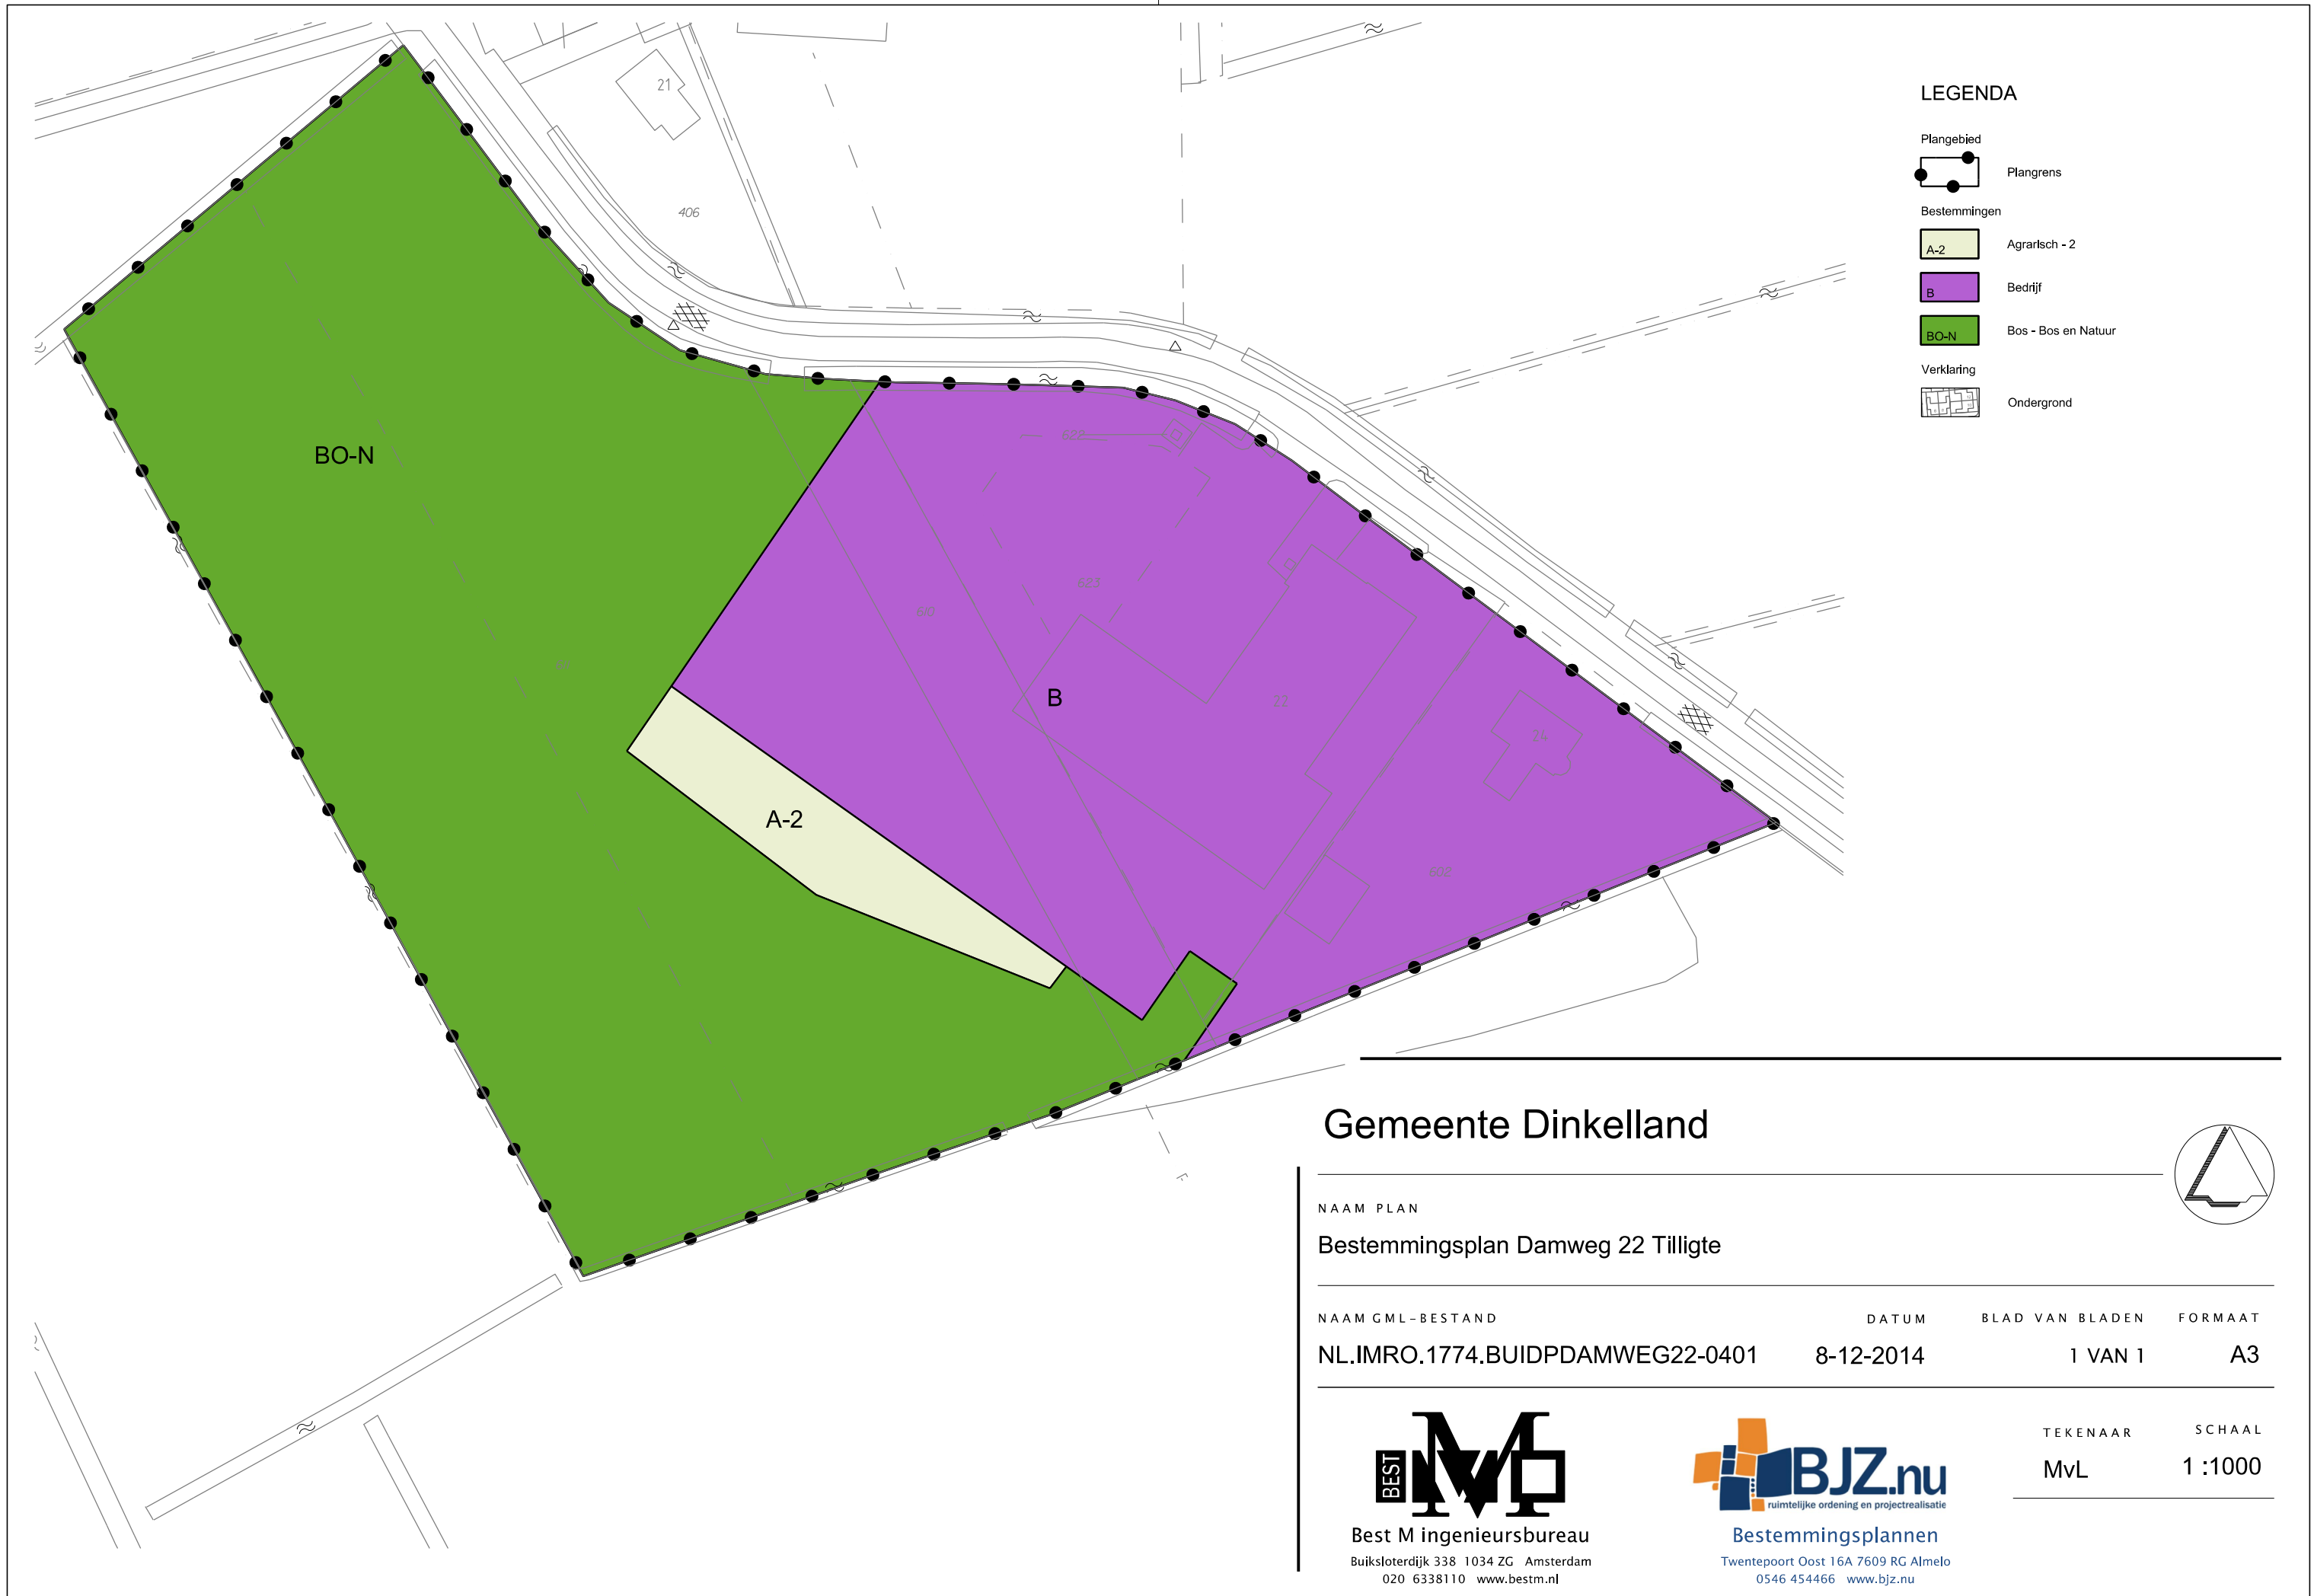 LEGENDA
Plangebied
Plangrens
Bestemmingen
A-2
Agrarisch - 2
B
Bedrijf
BO-N
Bos - Bos en Natuur
Verklaring
Ondergrond
21
406
BO-N
623
B
22
24
A-2
602
Gemeente Dinkelland
NAAM PLAN
Bestemmingsplan Damweg 22 Tilligte
NAAM GML-BESTAND
DATUM
BLAD VAN BLADEN
FORMAAT
NL.IMRO.1774.BUIDPDAMWEG22-0401
8-12-2014
1 VAN 1
A3
TEKENAAR
SCHAAL
MvL
1 :1000
BEST M
Best M ingenieursbureau
Buiksloterdijk 338 1034 ZG Amsterdam
020 6338110 www.bestm.nl
BJZ.nu
ruimtelijke ordening en projectrealisatie
Bestemmingsplannen
Twentepoort Oost 16A 7609 RG Almelo
0546 454466 www.bjz.nu